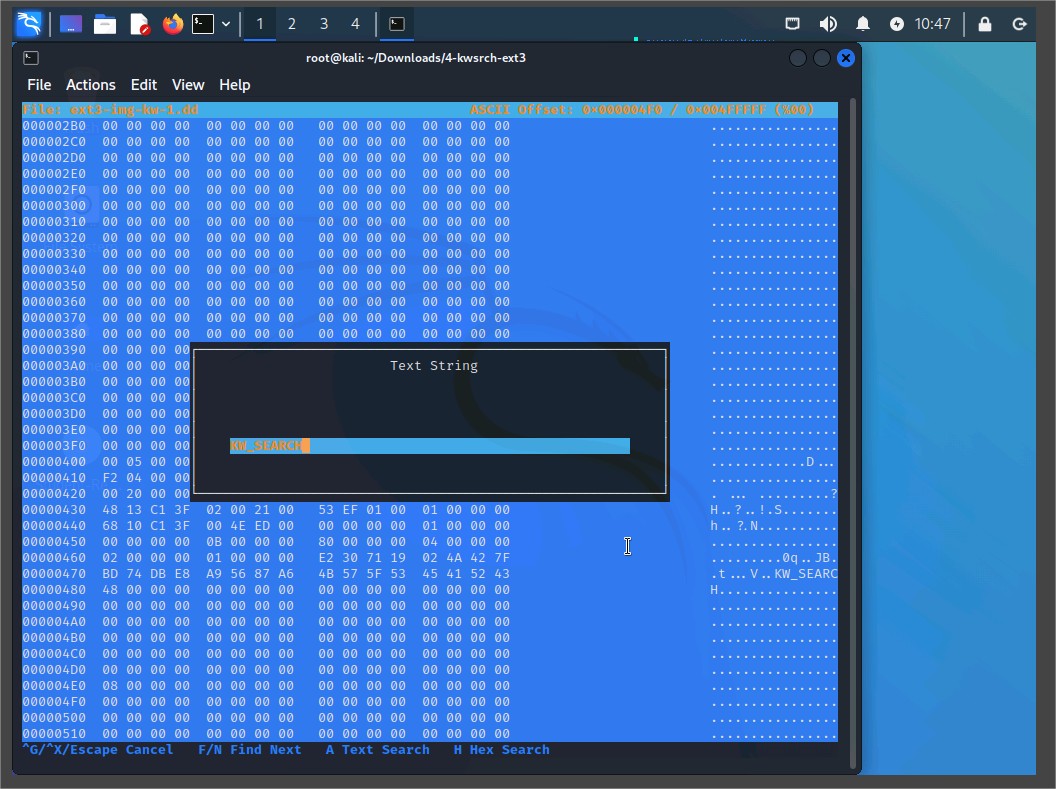 1 2 3 4 10:47
root@kali: ~/Downloads/4-kwsrch-ext3
File Actions Edit View Help
File: ext3-img-kw-1.dd ASCII Offset: 0x000004F0 / 0x004FFFFF (%00)
000002B0 00 00 00 00 00 00 00 00 00 00 00 00 00 00 00 00 ................
000002C0 00 00 00 00 00 00 00 00 00 00 00 00 00 00 00 00 ................
000002D0 00 00 00 00 00 00 00 00 00 00 00 00 00 00 00 00 ................
000002E0 00 00 00 00 00 00 00 00 00 00 00 00 00 00 00 00 ................
000002F0 00 00 00 00 00 00 00 00 00 00 00 00 00 00 00 00 ................
00000300 00 00 00 00 00 00 00 00 00 00 00 00 00 00 00 00 ................
00000310 00 00 00 00 00 00 00 00 00 00 00 00 00 00 00 00 ................
00000320 00 00 00 00 00 00 00 00 00 00 00 00 00 00 00 00 ................
00000330 00 00 00 00 00 00 00 00 00 00 00 00 00 00 00 00 ................
00000340 00 00 00 00 00 00 00 00 00 00 00 00 00 00 00 00 ................
00000350 00 00 00 00 00 00 00 00 00 00 00 00 00 00 00 00 ................
00000360 00 00 00 00 00 00 00 00 00 00 00 00 00 00 00 00 ................
00000370 00 00 00 00 00 00 00 00 00 00 00 00 00 00 00 00 ................
00000380 00 00 00 00 00 00 00 00 00 00 00 00 00 00 00 00 ................
00000390 00 00 00 00 ................
000003A0 00 00 00 00 Text String ................
000003B0 00 00 00 00 ................
000003C0 00 00 00 00 ................
000003D0 00 00 00 00 ................
000003E0 00 00 00 00 ................
000003F0 00 00 00 00 KW_SEARCH ................
00000400 00 05 00 00 ............D...
00000410 F2 04 00 00 ................
00000420 00 20 00 00 . ... .........?
00000430 48 13 C1 3F 02 00 21 00 53 EF 01 00 01 00 00 00 H..?..!.S.......
00000440 68 10 C1 3F 00 4E ED 00 00 00 00 00 01 00 00 00 h..?.N..........
00000450 00 00 00 00 0B 00 00 00 80 00 00 00 04 00 00 00 ................
00000460 02 00 00 00 01 00 00 00 E2 30 71 19 02 4A 42 7F .........0q..JB.
00000470 BD 74 DB E8 A9 56 87 A6 4B 57 5F 53 45 41 52 43 .t...V..KW_SEARC
00000480 48 00 00 00 00 00 00 00 00 00 00 00 00 00 00 00 H...............
00000490 00 00 00 00 00 00 00 00 00 00 00 00 00 00 00 00 ................
000004A0 00 00 00 00 00 00 00 00 00 00 00 00 00 00 00 00 ................
000004B0 00 00 00 00 00 00 00 00 00 00 00 00 00 00 00 00 ................
000004C0 00 00 00 00 00 00 00 00 00 00 00 00 00 00 00 00 ................
000004D0 00 00 00 00 00 00 00 00 00 00 00 00 00 00 00 00 ................
000004E0 08 00 00 00 00 00 00 00 00 00 00 00 00 00 00 00 ................
000004F0 00 00 00 00 00 00 00 00 00 00 00 00 00 00 00 00 ................
00000500 00 00 00 00 00 00 00 00 00 00 00 00 00 00 00 00 ................
00000510 00 00 00 00 00 00 00 00 00 00 00 00 00 00 00 00 ................
^G/^X/Escape Cancel F/N Find Next A Text Search H Hex Search